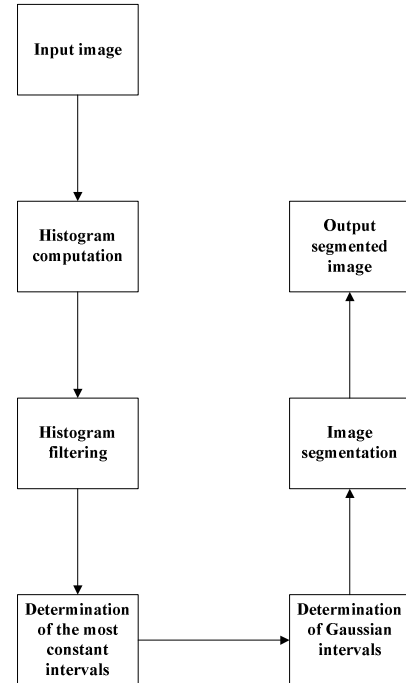 Input image
Histogram
computation
Histogram
filtering
Determination
of the most
constant
intervals
Determination
of Gaussian
intervals
Image
segmentation
Output
segmented
image